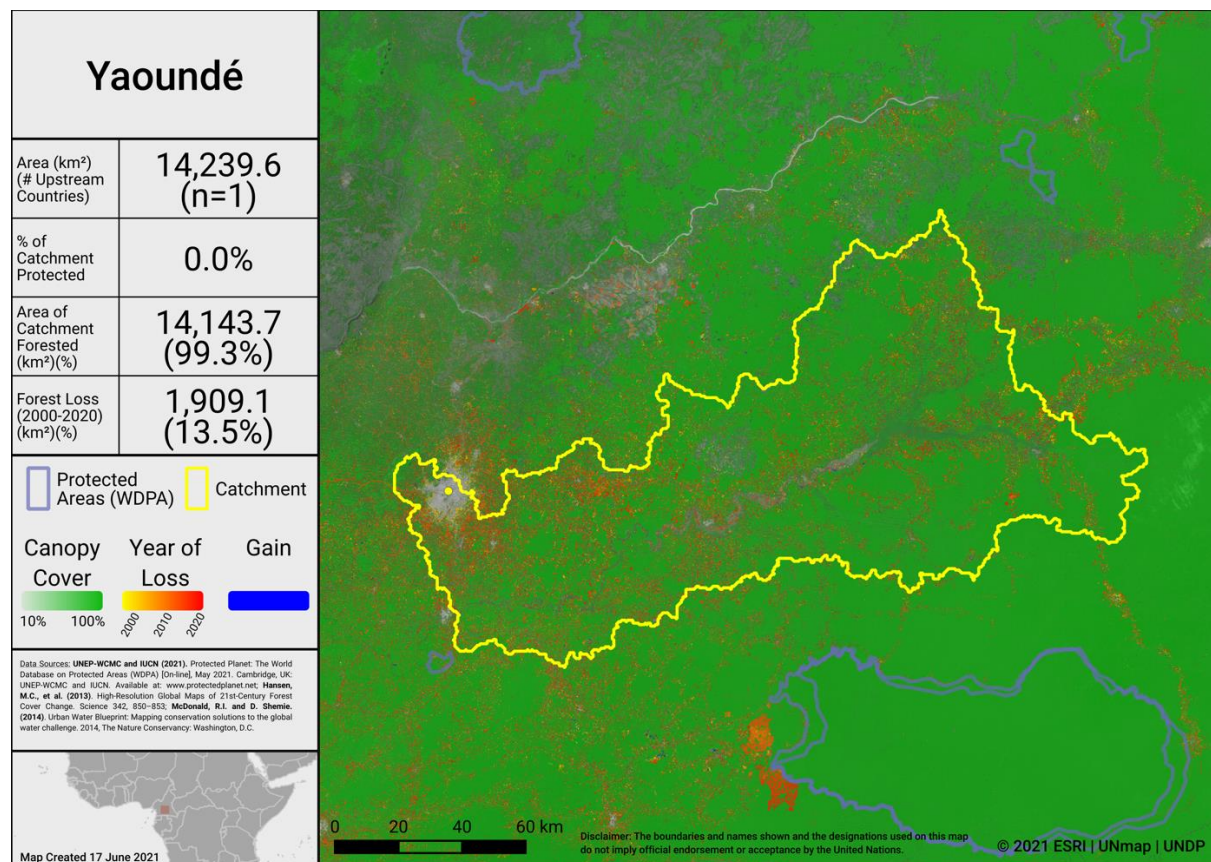 Yaoundé
Area (km²)
(# Upstream
Countries)
14,239.6
(n=1)
% of
Catchment
Protected
0.0%
Area of
Catchment
Forested
(km²)(%)
14,143.7
(99.3%)
Forest Loss
(2000-2020)
(km²)(%)
1,909.1
(13.5%)
Protected
Areas (WDPA)
Catchment
Canopy
Cover
10% 100%
Year of
Loss
2000 2010 2020
Gain
Data Sources: UNEP-WCMC and IUCN (2021). Protected Planet: The World
Database on Protected Areas (WDPA) [On-line], May 2021. Cambridge, UK:
UNEP-WCMC and IUCN. Available at: www.protectedplanet.net; Hansen,
M.C., et al. (2013). High-Resolution Global Maps of 21st-Century Forest
Cover Change. Science 342, 850–853; McDonald, R.I. and D. Shemie.
(2014). Urban Water Blueprint: Mapping conservation solutions to the global
water challenge. 2014, The Nature Conservancy: Washington, D.C.
Map Created 17 June 2021
0 20 40 60 km
Disclaimer: The boundaries and names shown and the designations used on this map
do not imply official endorsement or acceptance by the United Nations.
© 2021 ESRI | UNmap | UNDP